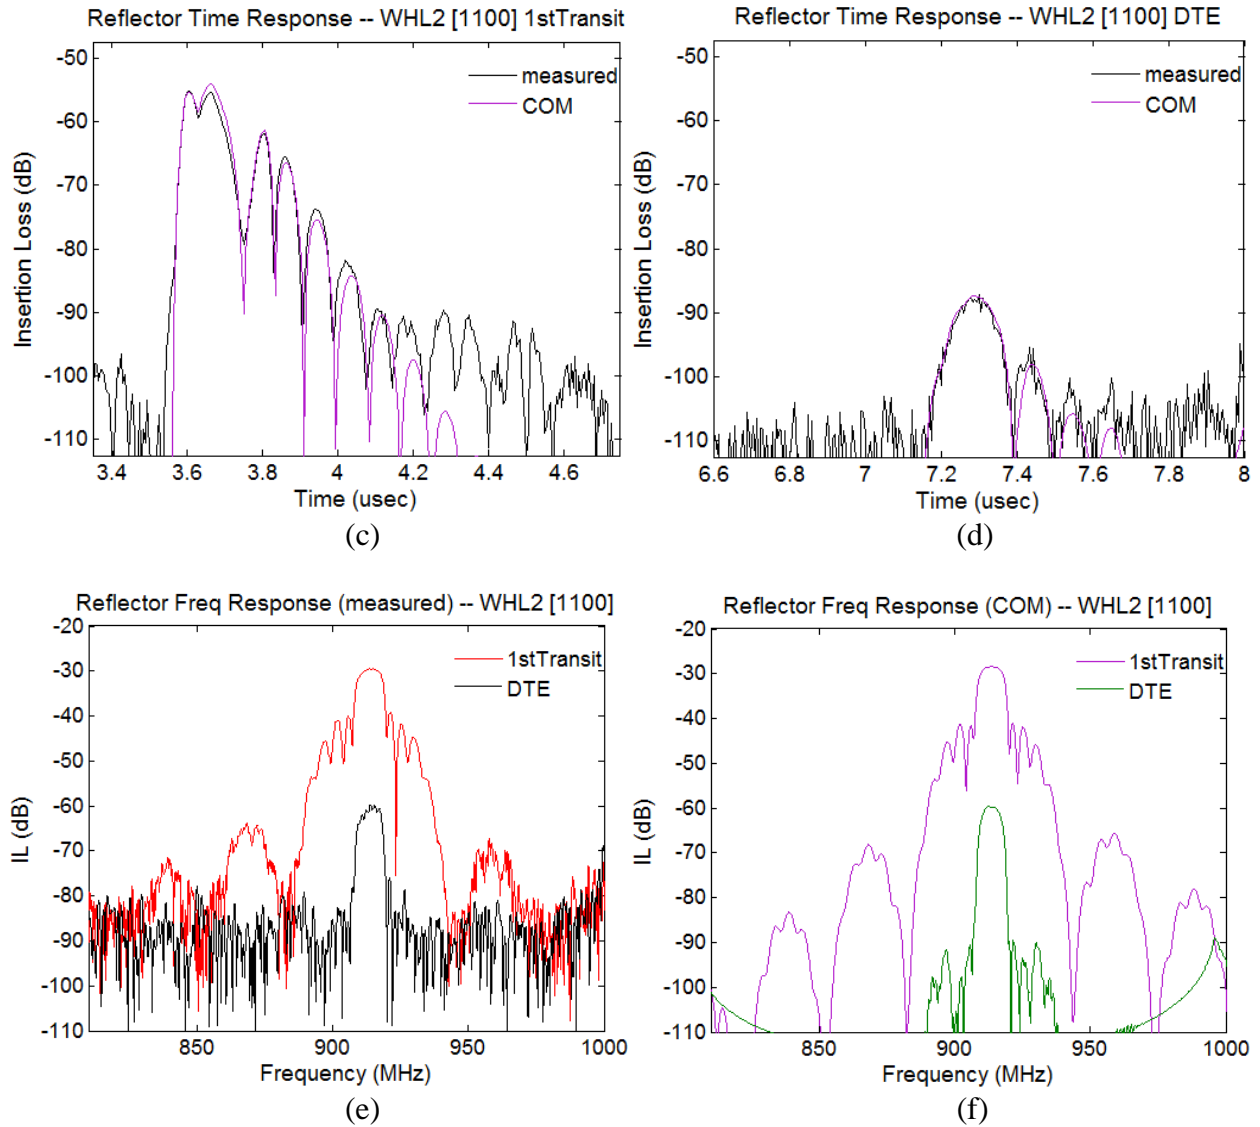 Reflector Time Response -- WHL2 [1100] 1stTransit
-50
-60
-70
-80
-90
-100
-110
Insertion Loss (dB)
measured
COM
3.4 3.6 3.8 4 4.2 4.4 4.6
Time (usec)
(c)
Reflector Time Response -- WHL2 [1100] DTE
-50
-60
-70
-80
-90
-100
-110
Insertion Loss (dB)
measured
COM
6.6 6.8 7 7.2 7.4 7.6 7.8 8
Time (usec)
(d)
Reflector Freq Response (measured) -- WHL2 [1100]
-20
-30
-40
-50
-60
-70
-80
-90
-100
-110
IL (dB)
1stTransit
DTE
850 900 950 1000
Frequency (MHz)
(e)
Reflector Freq Response (COM) -- WHL2 [1100]
-20
-30
-40
-50
-60
-70
-80
-90
-100
-110
IL (dB)
1stTransit
DTE
850 900 950 1000
Frequency (MHz)
(f)